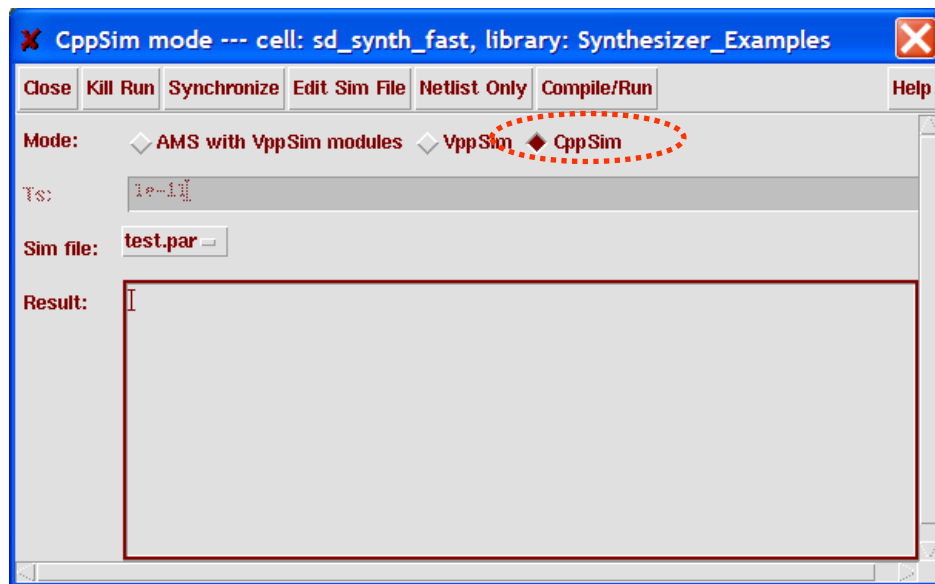 CppSim mode --- cell: sd_synth_fast, library: Synthesizer_Examples
Close Kill Run Synchronize Edit Sim File Netlist Only Compile/Run Help
Mode: AMS with VppSim modules VppSim CppSim
Ts: 1e-11
Sim file: test.par
Result: